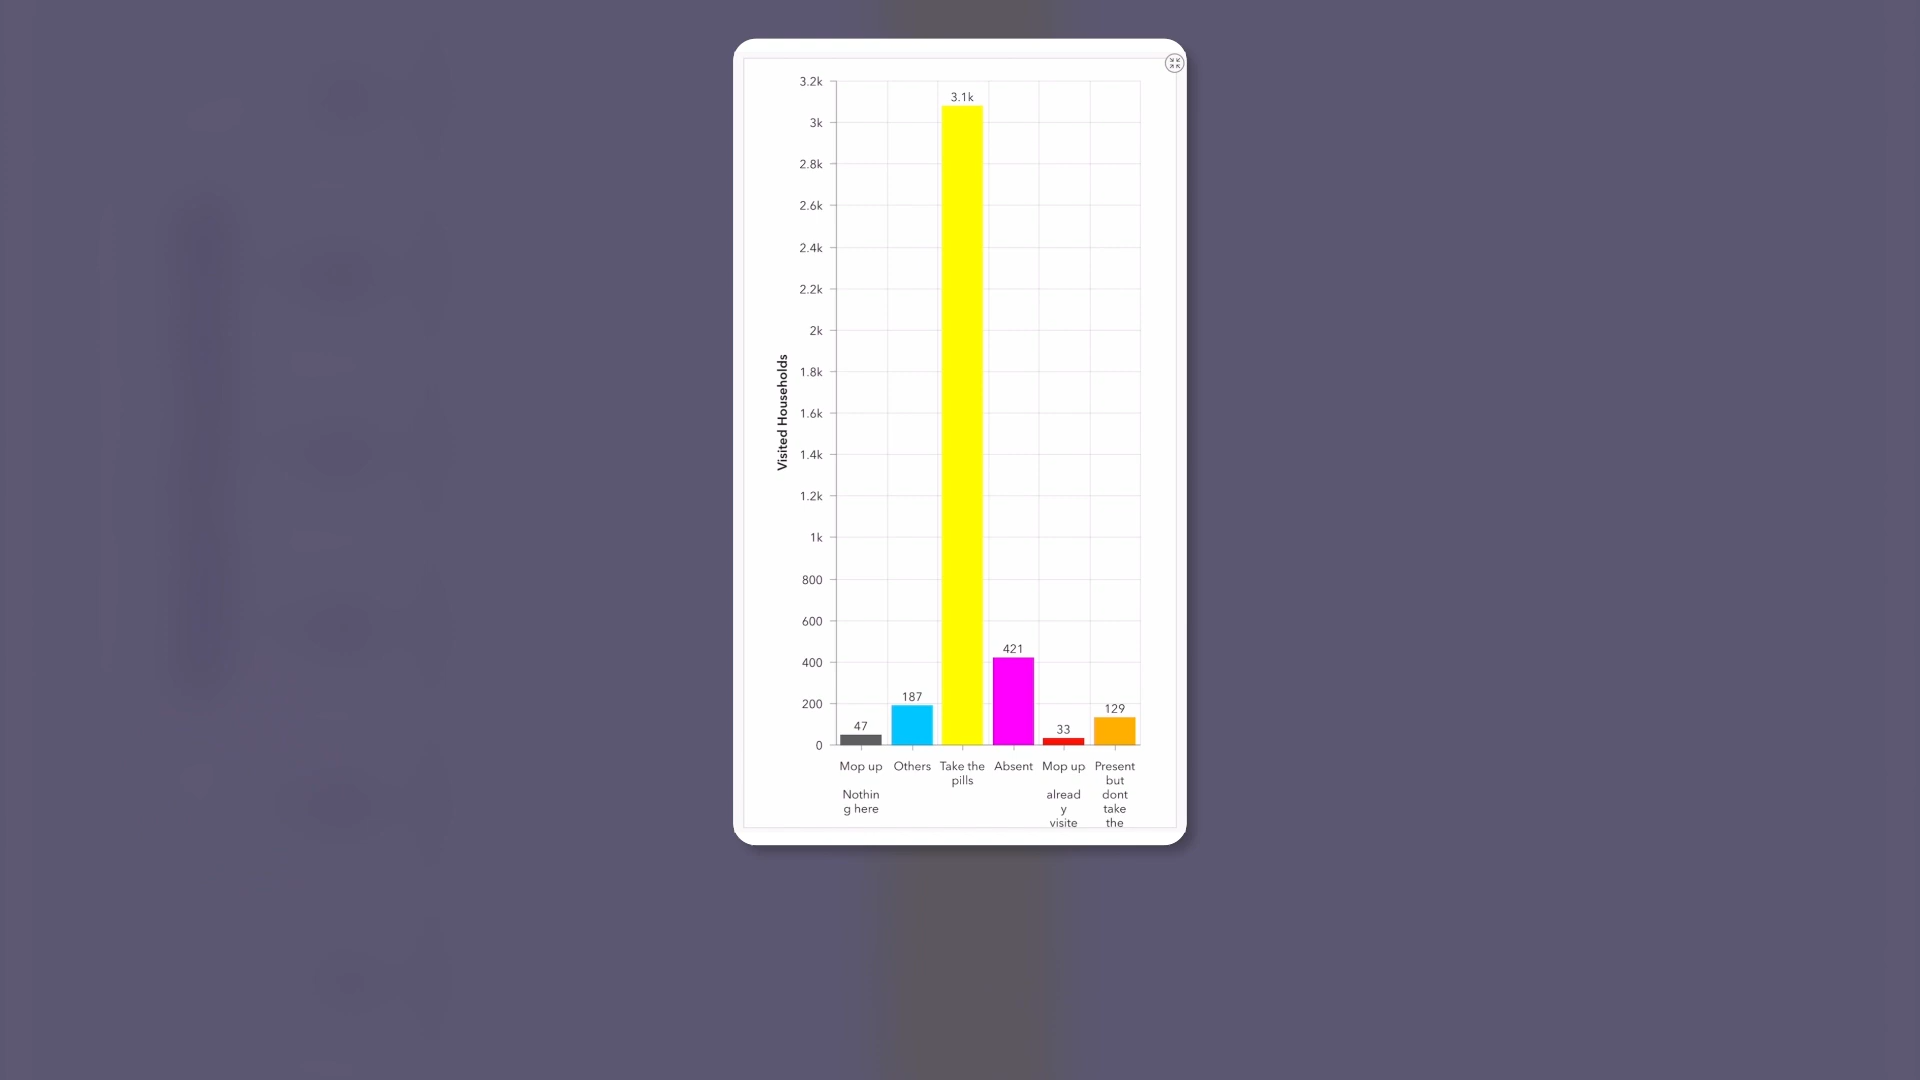 3.2k
3k
2.8k
2.6k
2.4k
2.2k
2k
1.8k
1.6k
1.4k
1.2k
1k
800
600
400
200
0
Visited Households
47
187
3.1k
421
33
129
Mop up
Nothin
g here
Others
Take the
pills
Absent
Mop up
alread
y
visite
Present
but
dont
take
the